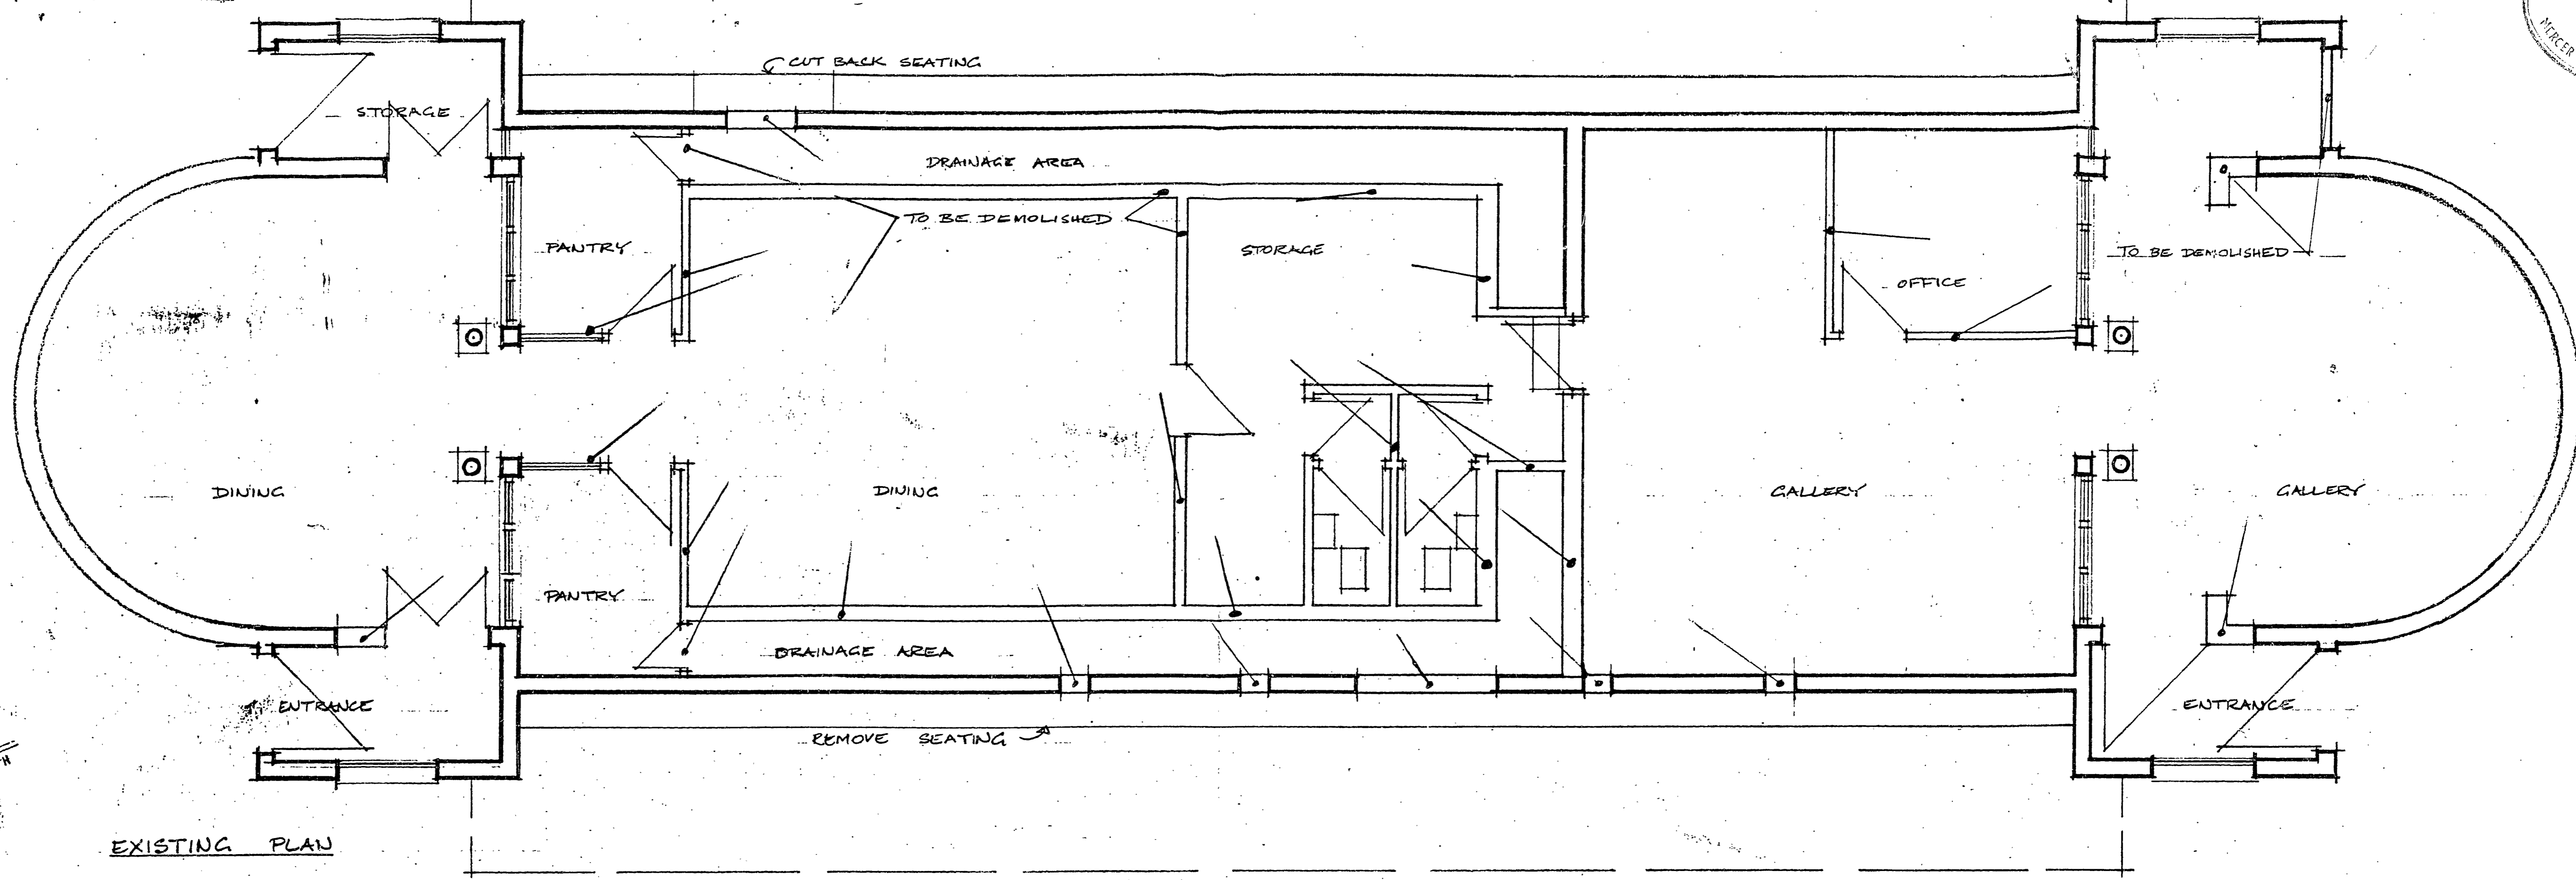 MERCER
CUT BACK SEATING
STORAGE
DRAINAGE AREA
TO BE DEMOLISHED
PANTRY
STORAGE
TO BE DEMOLISHED
OFFICE
DINING
DINING
GALLERY
GALLERY
PANTRY
DRAINAGE AREA
ENTRANCE
ENTRANCE
REMOVE SEATING
EXISTING PLAN